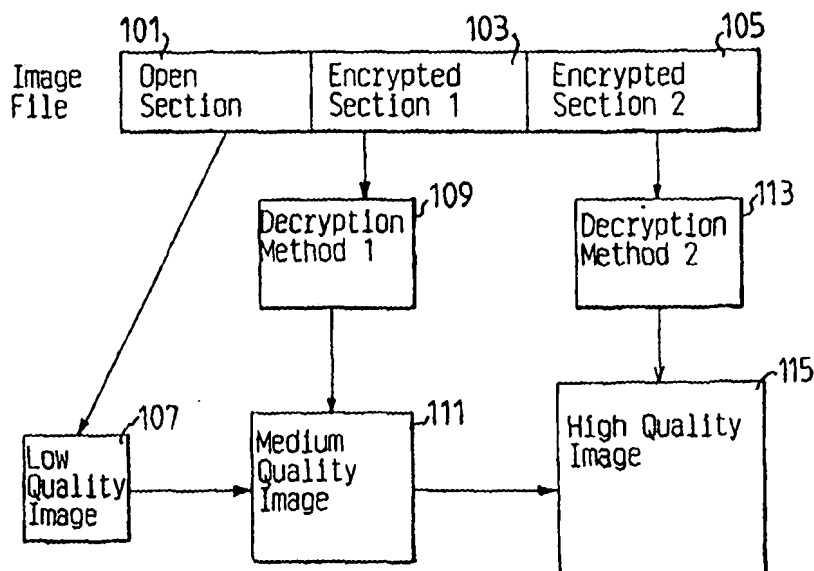 101
103
105
Image
File
Open
Section
Encrypted
Section 1
Encrypted
Section 2
109
Decryption
Method 1
113
Decryption
Method 2
107
Low
Quality
Image
111
Medium
Quality
Image
115
High Quality
Image